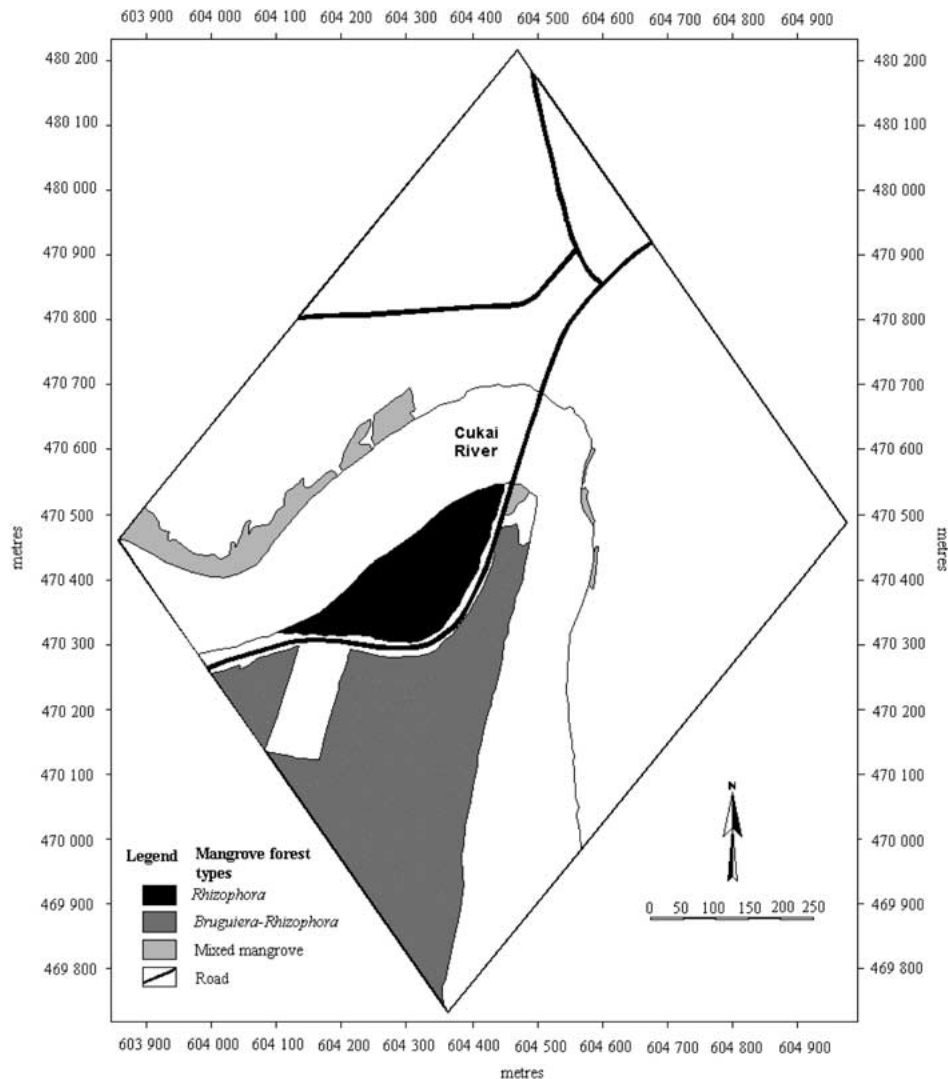 603 900 604 000 604 100 604 200 604 300 604 400 604 500 604 600 604 700 604 800 604 900
480 200 480 200
480 100 480 100
480 000 480 000
470 900 470 900
470 800 470 800
470 700 470 700
470 600 470 600
470 500 470 500
470 400 470 400
470 300 470 300
470 200 470 200
470 100 470 100
470 000 470 000
469 900 469 900
469 800 469 800
metres
metres
Cukai
River
N
0 50 100 150 200 250
Legend Mangrove forest
types
Rhizophora
Bruguiera-Rhizophora
Mixed mangrove
Road
603 900 604 000 604 100 604 200 604 300 604 400 604 500 604 600 604 700 604 800 604 900
metres